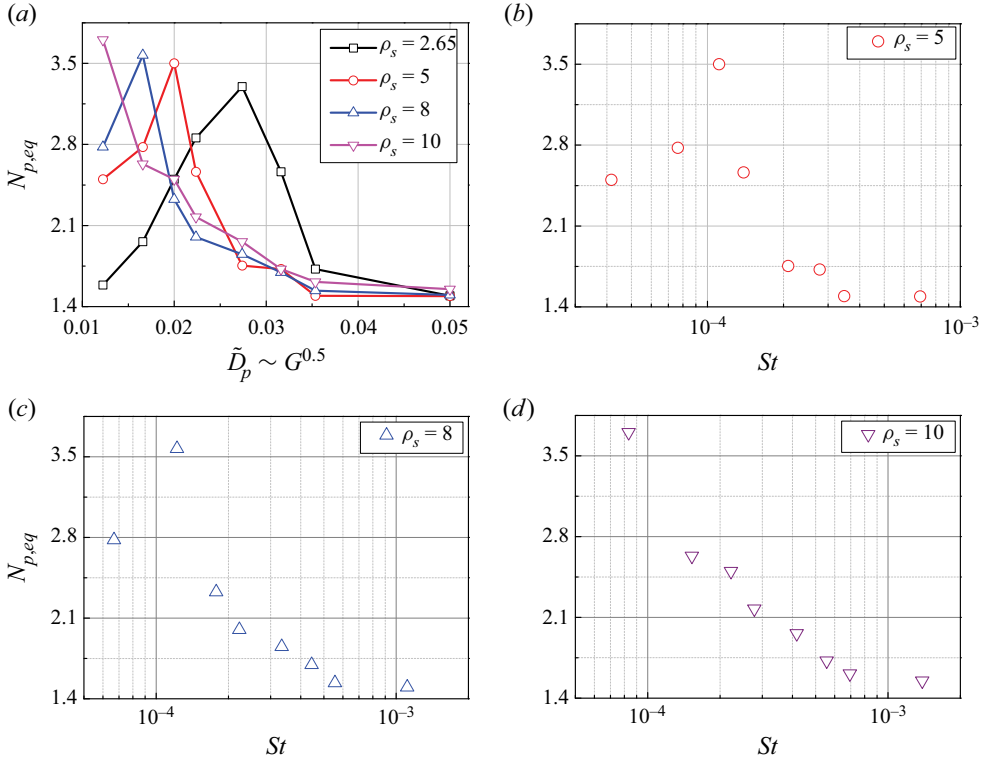 (a)
N_{p,eq}
3.5
2.8
2.1
1.4
0.01 0.02 0.03 0.04 0.05
D̃_p ∼ G^{0.5}
ρ_s = 2.65
ρ_s = 5
ρ_s = 8
ρ_s = 10
(b)
3.5
2.8
2.1
1.4
10^{–4} 10^{–3}
St
ρ_s = 5
(c)
N_{p,eq}
3.5
2.8
2.1
1.4
10^{–4} 10^{–3}
St
ρ_s = 8
(d)
3.5
2.8
2.1
1.4
10^{–4} 10^{–3}
St
ρ_s = 10